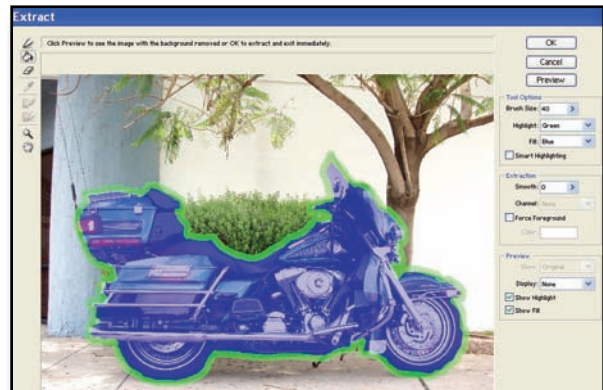 Extract
Click Preview to see the image with the background removed or OK to extract and exit immediately.
OK
Cancel
Preview
Tool Options
Brush Size: 40
Highlight: Green
Fill: Blue
Smart Highlighting
Extraction
Smooth: 0
Channel: None
Force Foreground
Color:
Preview
Show: Original
Display: None
Show Highlight
Show Fill